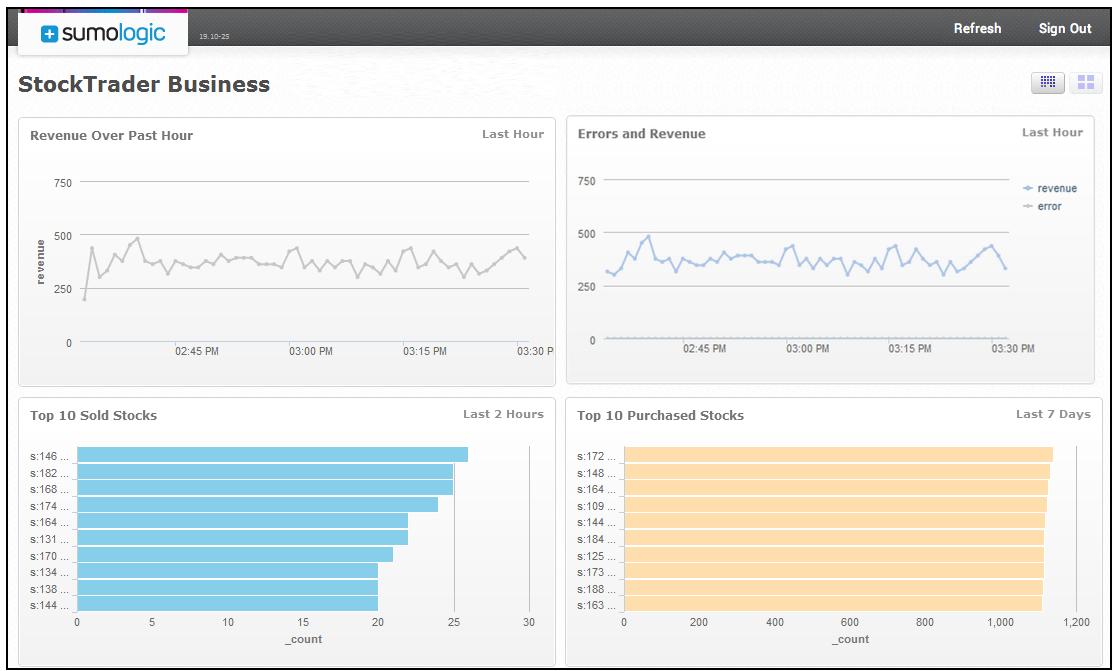 sumologic
19.10-25
Refresh
Sign Out
StockTrader Business
Revenue Over Past Hour
Last Hour
750
500
250
0
revenue
02:45 PM
03:00 PM
03:15 PM
03:30 P
Errors and Revenue
Last Hour
750
500
250
0
revenue
error
02:45 PM
03:00 PM
03:15 PM
03:30 PM
Top 10 Sold Stocks
Last 2 Hours
s:146 ...
s:182 ...
s:168 ...
s:174 ...
s:164 ...
s:131 ...
s:170 ...
s:134 ...
s:138 ...
s:144 ...
0
5
10
15
20
25
30
_count
Top 10 Purchased Stocks
Last 7 Days
s:172 ...
s:148 ...
s:164 ...
s:109 ...
s:144 ...
s:184 ...
s:125 ...
s:173 ...
s:188 ...
s:163 ...
0
200
400
600
800
1,000
1,200
_count